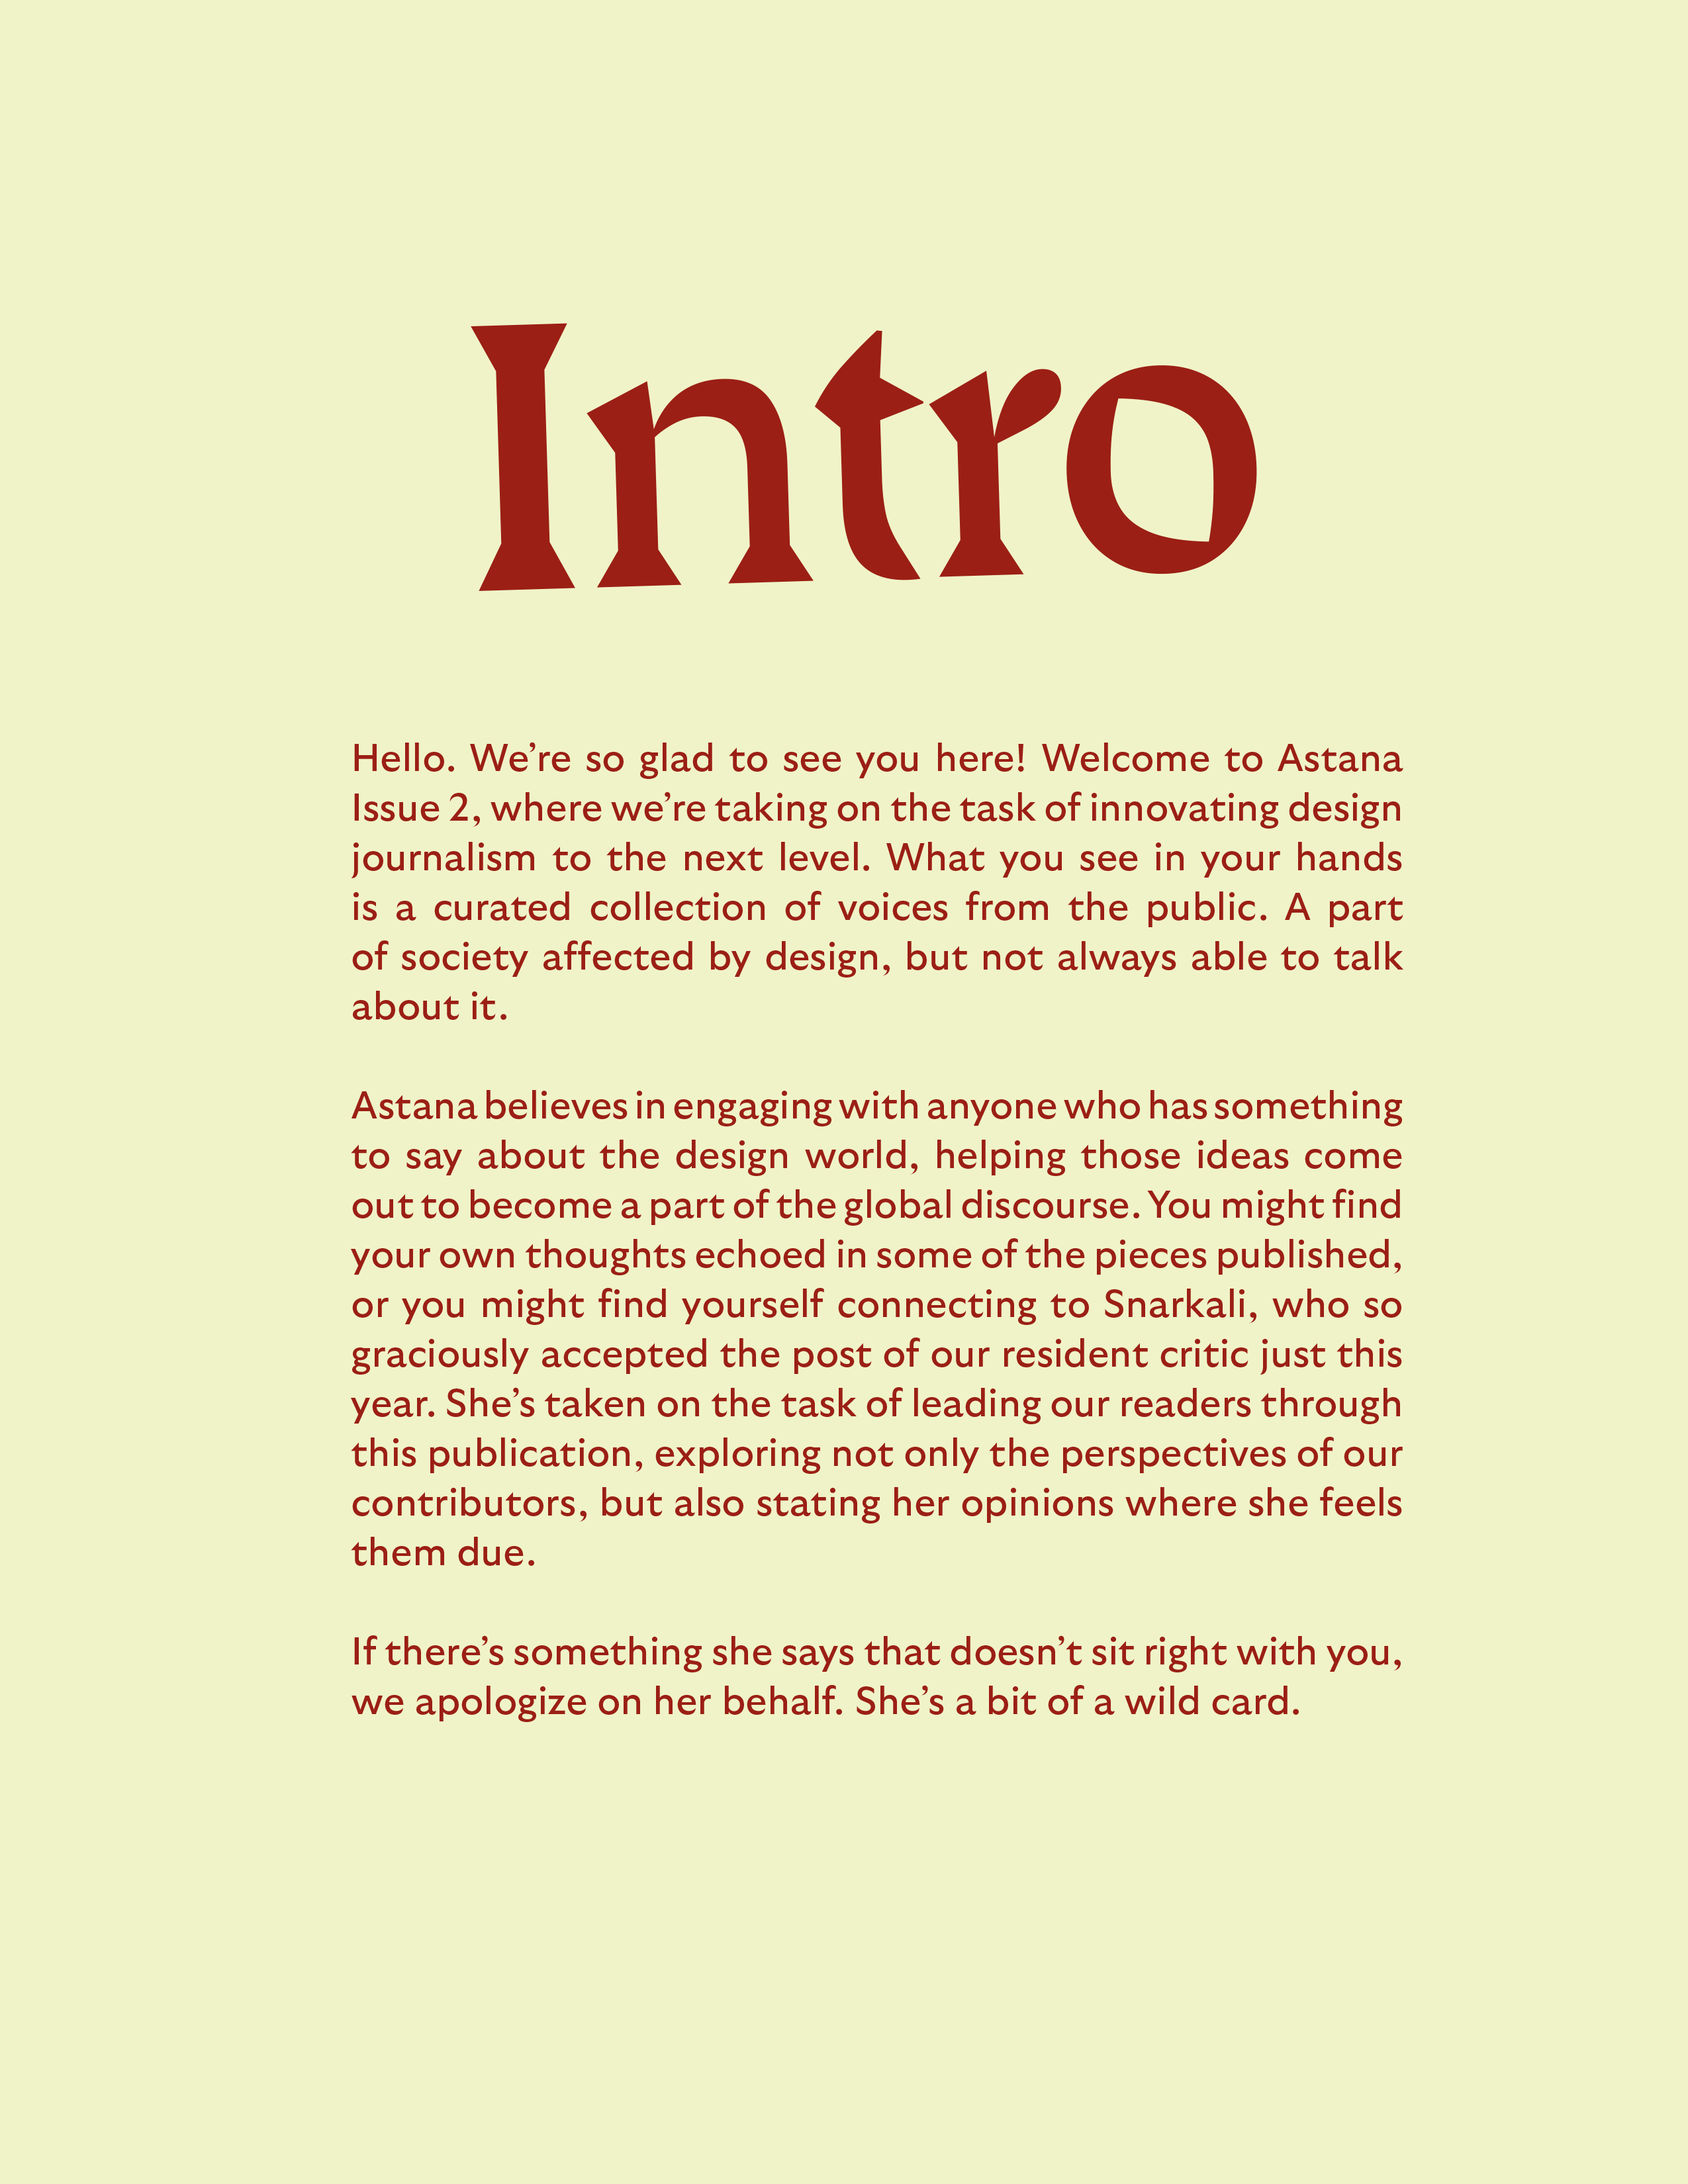 Intro
Hello. We’re so glad to see you here! Welcome to Astana
Issue 2, where we’re taking on the task of innovating design
journalism to the next level. What you see in your hands
is a curated collection of voices from the public. A part
of society affected by design, but not always able to talk
about it.
Astana believes in engaging with anyone who has something
to say about the design world, helping those ideas come
out to become a part of the global discourse. You might find
your own thoughts echoed in some of the pieces published,
or you might find yourself connecting to Snarkali, who so
graciously accepted the post of our resident critic just this
year. She’s taken on the task of leading our readers through
this publication, exploring not only the perspectives of our
contributors, but also stating her opinions where she feels
them due.
If there’s something she says that doesn’t sit right with you,
we apologize on her behalf. She’s a bit of a wild card.